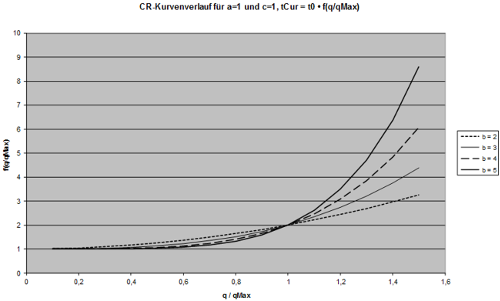 CR-Kurvenverlauf für a=1 und c=1, tCur = t0 • f(q/qMax)
10
9
8
7
6
5
4
3
2
1
0
f(q/qMax)
0 0,2 0,4 0,6 0,8 1 1,2 1,4 1,6
q / qMax
b = 2
b = 3
b = 4
b = 5